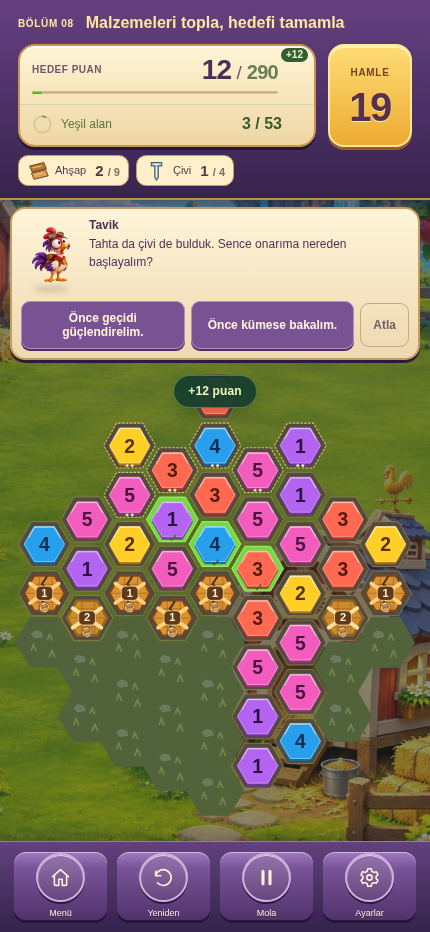 BÖLÜM 08 Malzemeleri topla, hedefi tamamla
+12
HEDEF PUAN 12 / 290
HAMLE
19
Yeşil alan 3 / 53
Ahşap 2 / 9 Çivi 1 / 4
Tavik
Tahta da çivi de bulduk. Sence onarıma nereden
başlayalım?
Önce geçidi
güçlendirelim.
Önce kümese bakalım.
Atla
+12 puan
2 4 1
3 5
5 3 1
5 1 5 3
4 2 4 5 2
1 5 3 3
1 1 1 2 1
2 1 3 2
5
5
5
1
4
1
Menü Yeniden Mola Ayarlar